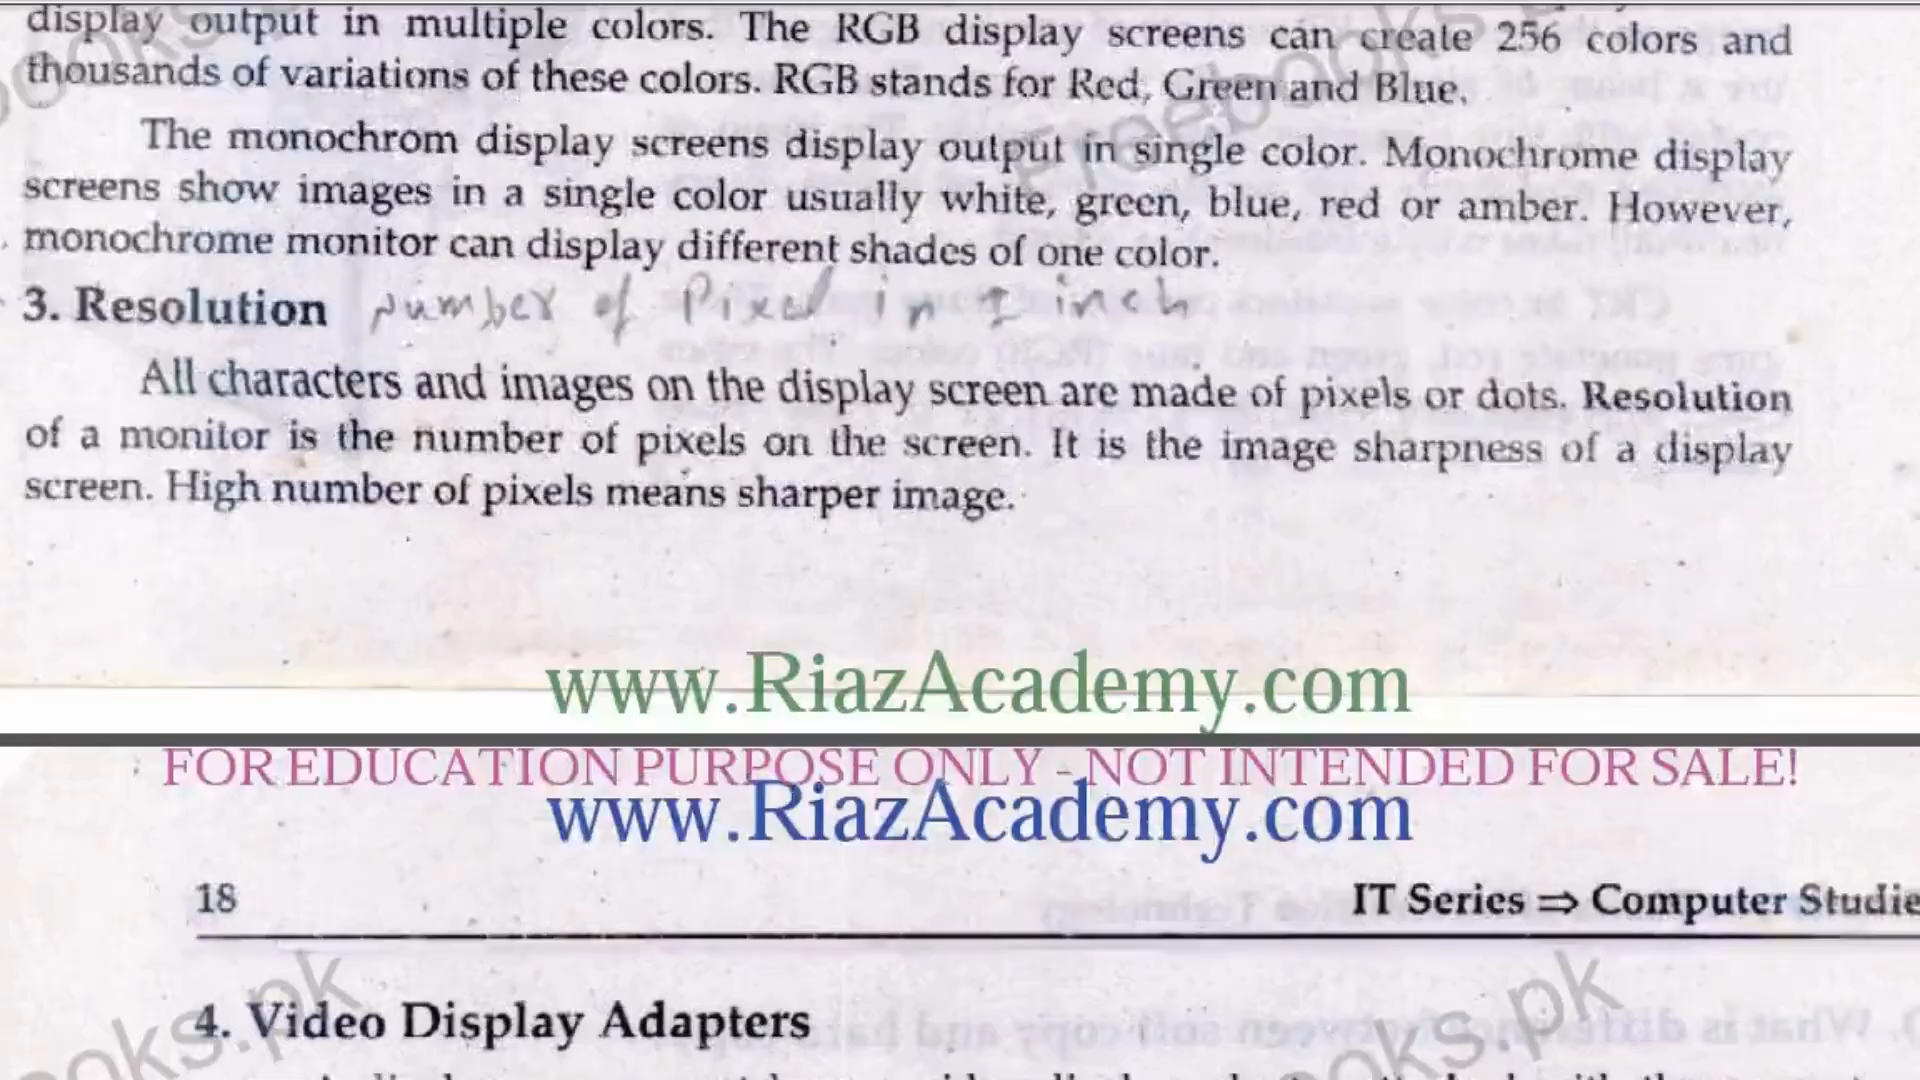 display output in multiple colors. The RGB display screens can create 256 colors and
thousands of variations of these colors. RGB stands for Red, Green and Blue.
The monochrom display screens display output in single color. Monochrome display
screens show images in a single color usually white, green, blue, red or amber. However,
monochrome monitor can display different shades of one color.
3. Resolution number of Pixel in 1 inch
All characters and images on the display screen are made of pixels or dots. Resolution
of a monitor is the number of pixels on the screen. It is the image sharpness of a display
screen. High number of pixels means sharper image.
www.RiazAcademy.com
FOR EDUCATION PURPOSE ONLY - NOT INTENDED FOR SALE!
www.RiazAcademy.com
18 IT Series ⇒ Computer Studie
4. Video Display Adapters